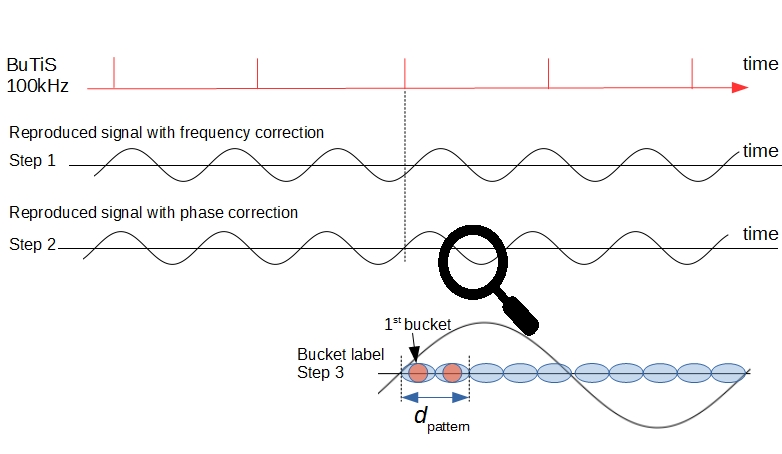 BuTiS
100kHz
time
Reproduced signal with frequency correction
Step 1
time
Reproduced signal with phase correction
Step 2
time
1st bucket
Bucket label
Step 3
dpattern